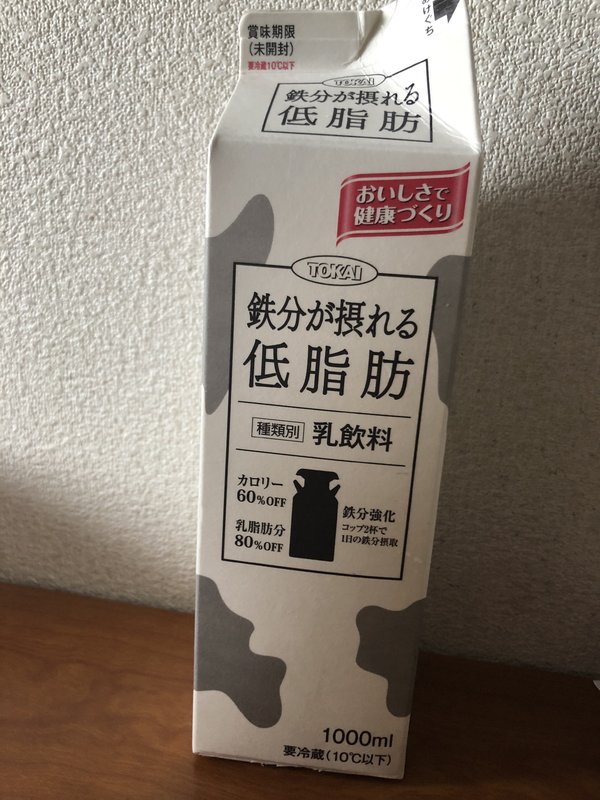 あけぐち
賞味期限
(未開封)
要冷蔵10℃以下
TOKAI
鉄分が摂れる
低脂肪
おいしさで
健康づくり
TOKAI
鉄分が摂れる
低脂肪
種類別 乳飲料
カロリー
60%OFF
乳脂肪分
80%OFF
鉄分強化
コップ2杯で
1日の鉄分摂取
1000ml
要冷蔵(10℃以下)